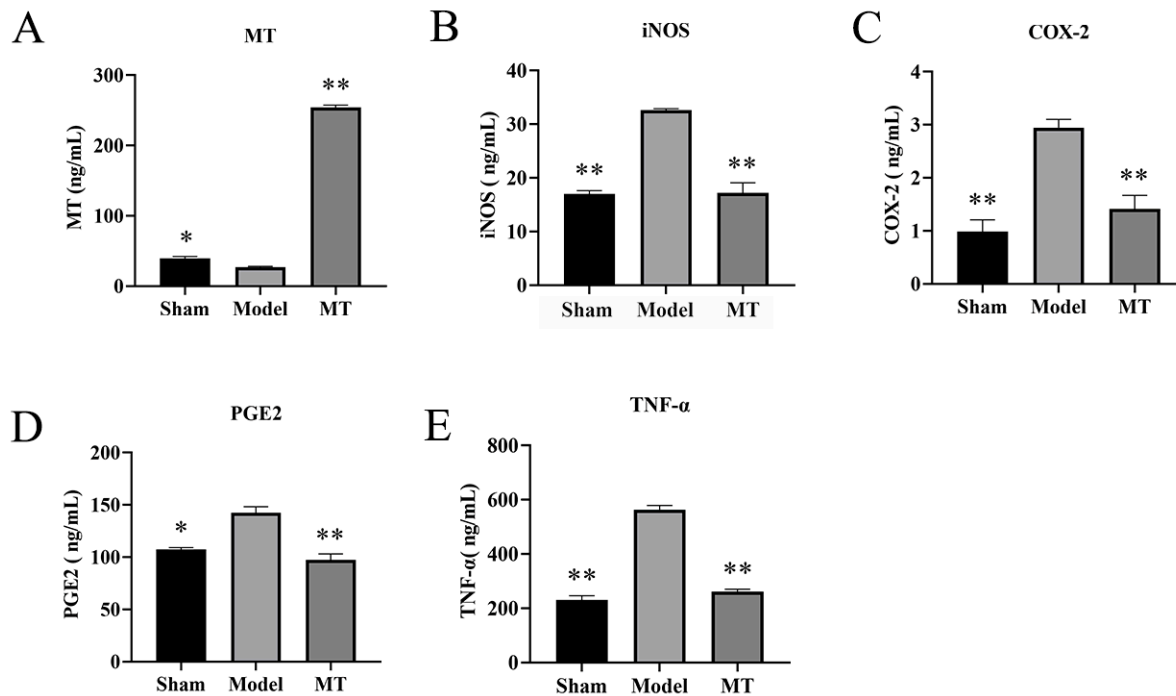 A
MT
MT (ng/mL)
300
200
100
0
*
**
Sham Model MT
B
iNOS
iNOS ( ng/mL)
40
30
20
10
0
**
**
Sham Model MT
C
COX-2
COX-2 ( ng/mL)
4
3
2
1
0
**
**
Sham Model MT
D
PGE2
PGE2 ( ng/mL)
200
150
100
50
0
*
**
Sham Model MT
E
TNF-α
TNF-α( ng/mL)
800
600
400
200
0
**
**
Sham Model MT